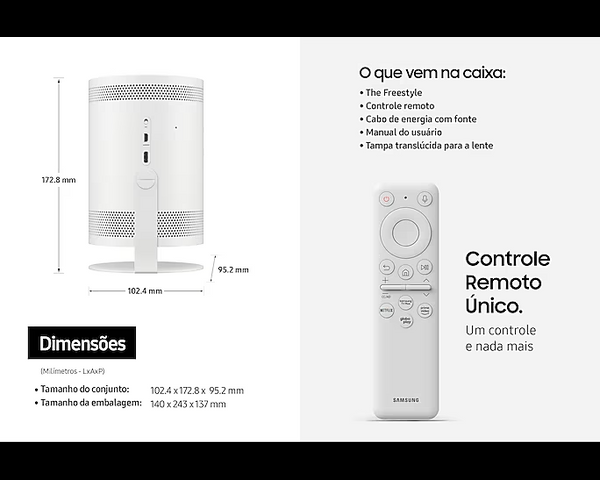 172.8 mm
95.2 mm
102.4 mm
Dimensões
(Milímetros - LxAxP)
• Tamanho do conjunto: 102.4 x 172.8 x 95.2 mm
• Tamanho da embalagem: 140 x 243 x 137 mm
O que vem na caixa:
• The Freestyle
• Controle remoto
• Cabo de energia com fonte
• Manual do usuário
• Tampa translúcida para a lente
NETFLIX
globo
play
SAMSUNG
Controle
Remoto
Único.
Um controle
e nada mais